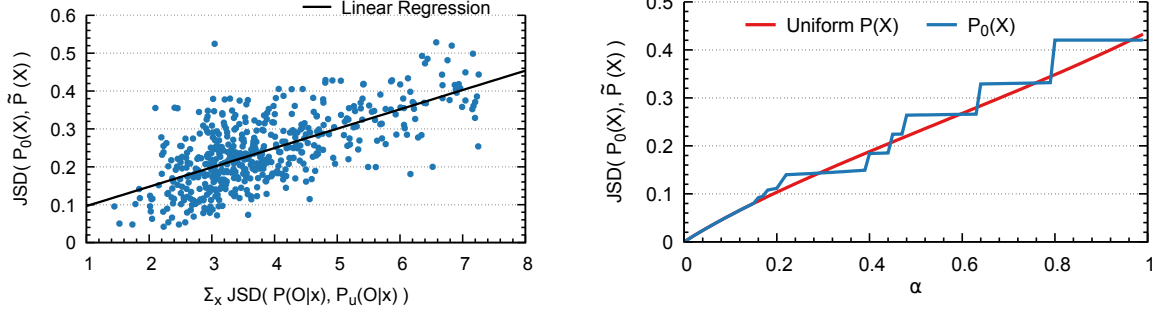 Linear Regression
0.5
0.4
0.3
0.2
0.1
0
JSD( P₀(X), P̃ (X) )
1 2 3 4 5 6 7 8
Σₓ JSD( P(O|x), Pᵤ(O|x) )
Uniform P(X) P₀(X)
0.5
0.4
0.3
0.2
0.1
0
JSD( P₀(X), P̃ (X) )
0 0.2 0.4 0.6 0.8 1
α